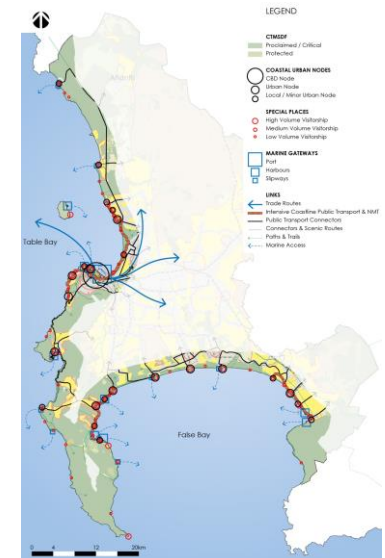 LEGEND
CTMSDF
Proclaimed / Critical
Protected
COASTAL URBAN NODES
CBD Node
Urban Node
Local / Minor Urban Node
SPECIAL PLACES
High Volume Visitorship
Medium Volume Visitorship
Low Volume Visitorship
MARINE GATEWAYS
Port
Harbours
Slipways
LINKS
Trade Routes
Intensive Coastline Public Transport & NMT
Public Transport Connectors
Connectors & Scenic Routes
Paths & Trails
Marine Access
Table Bay
False Bay
0 4 12 20km